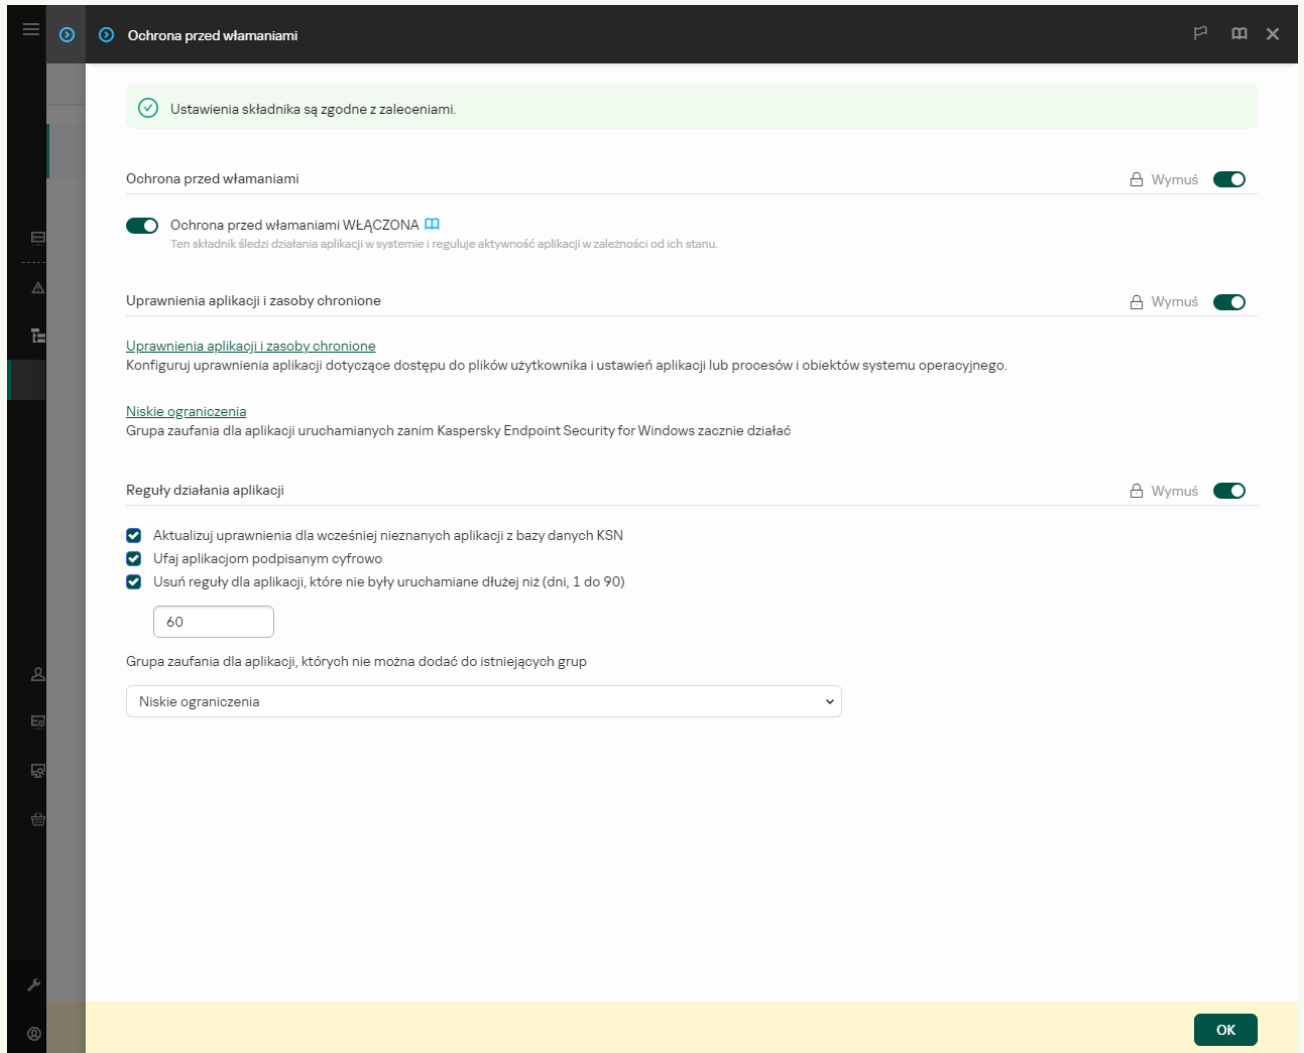 Ochrona przed włamaniami
Ustawienia składnika są zgodne z zaleceniami.
Ochrona przed włamaniami
Wymuś
Ochrona przed włamaniami WŁĄCZONA
Ten składnik śledzi działania aplikacji w systemie i reguluje aktywność aplikacji w zależności od ich stanu.
Uprawnienia aplikacji i zasoby chronione
Wymuś
Uprawnienia aplikacji i zasoby chronione
Konfiguruj uprawnienia aplikacji dotyczące dostępu do plików użytkownika i ustawień aplikacji lub procesów i obiektów systemu operacyjnego.
Niskie ograniczenia
Grupa zaufania dla aplikacji uruchamianych zanim Kaspersky Endpoint Security for Windows zacznie działać
Reguły działania aplikacji
Wymuś
Aktualizuj uprawnienia dla wcześniej nieznanych aplikacji z bazy danych KSN
Ufaj aplikacjom podpisanym cyfrowo
Usuń reguły dla aplikacji, które nie były uruchamiane dłużej niż (dni, 1 do 90)
60
Grupa zaufania dla aplikacji, których nie można dodać do istniejących grup
Niskie ograniczenia
OK